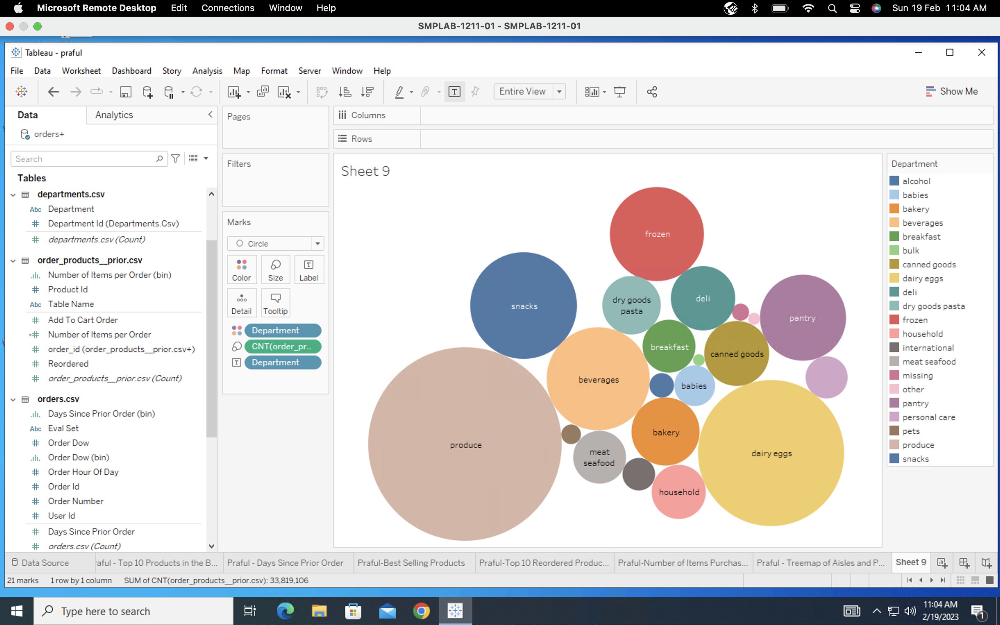 Microsoft Remote Desktop Edit Connections Window Help Sun 19 Feb 11:04 AM
SMPLAB-1211-01 - SMPLAB-1211-01
Tableau - praful
File Data Worksheet Dashboard Story Analysis Map Format Server Window Help
Entire View Show Me
Data Analytics
orders+
Search
Tables
departments.csv
Abc Department
# Department Id (Departments.Csv)
# departments.csv (Count)
order_products__prior.csv
Number of Items per Order (bin)
# Product Id
Abc Table Name
# Add To Cart Order
=# Number of Items per Order
# order_id (order_products__prior.csv+)
# Reordered
# order_products__prior.csv (Count)
orders.csv
Days Since Prior Order (bin)
Abc Eval Set
# Order Dow
Order Dow (bin)
# Order Hour Of Day
# Order Id
# Order Number
# User Id
# Days Since Prior Order
# orders.csv (Count)
Pages
Filters
Marks
Circle
Color Size T Label
Detail Tooltip
Department
CNT(order_pr..
T Department
Columns
Rows
Sheet 9
frozen
snacks
dry goods
pasta
deli
pantry
breakfast
canned goods
beverages
babies
bakery
produce
meat
seafood
dairy eggs
household
Department
alcohol
babies
bakery
beverages
breakfast
bulk
canned goods
dairy eggs
deli
dry goods pasta
frozen
household
international
meat seafood
missing
other
pantry
personal care
pets
produce
snacks
Data Source raful - Top 10 Products in the B... Praful - Days Since Prior Order Praful-Best Selling Products Praful-Top 10 Reordered Produc... Praful-Number of Items Purchas... Praful - Treemap of Aisles and P... Sheet 9
21 marks 1 row by 1 column SUM of CNT(order_products__prior.csv): 33,819,106
Type here to search
11:04 AM
2/19/2023
1